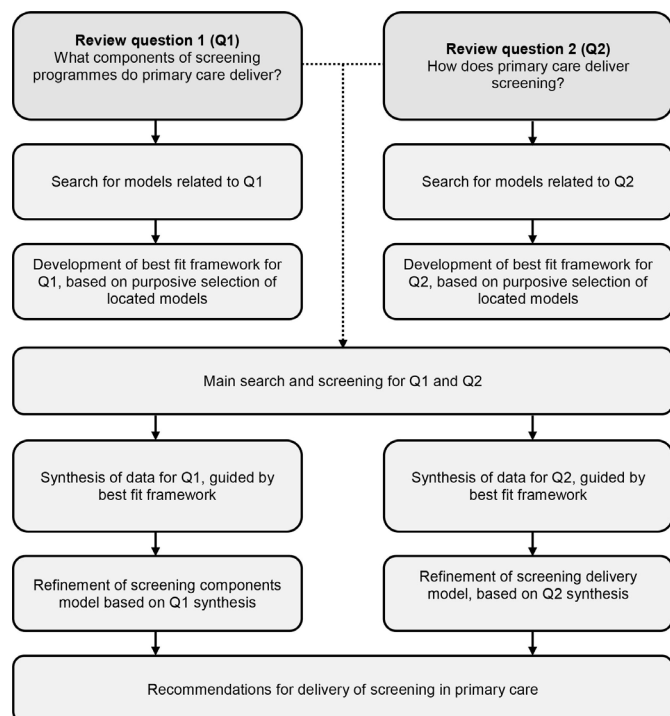 Review question 1 (Q1)
What components of screening
programmes do primary care deliver?
Review question 2 (Q2)
How does primary care deliver
screening?
Search for models related to Q1
Search for models related to Q2
Development of best fit framework for
Q1, based on purposive selection of
located models
Development of best fit framework for
Q2, based on purposive selection of
located models
Main search and screening for Q1 and Q2
Synthesis of data for Q1, guided by
best fit framework
Synthesis of data for Q2, guided by
best fit framework
Refinement of screening components
model based on Q1 synthesis
Refinement of screening delivery
model, based on Q2 synthesis
Recommendations for delivery of screening in primary care